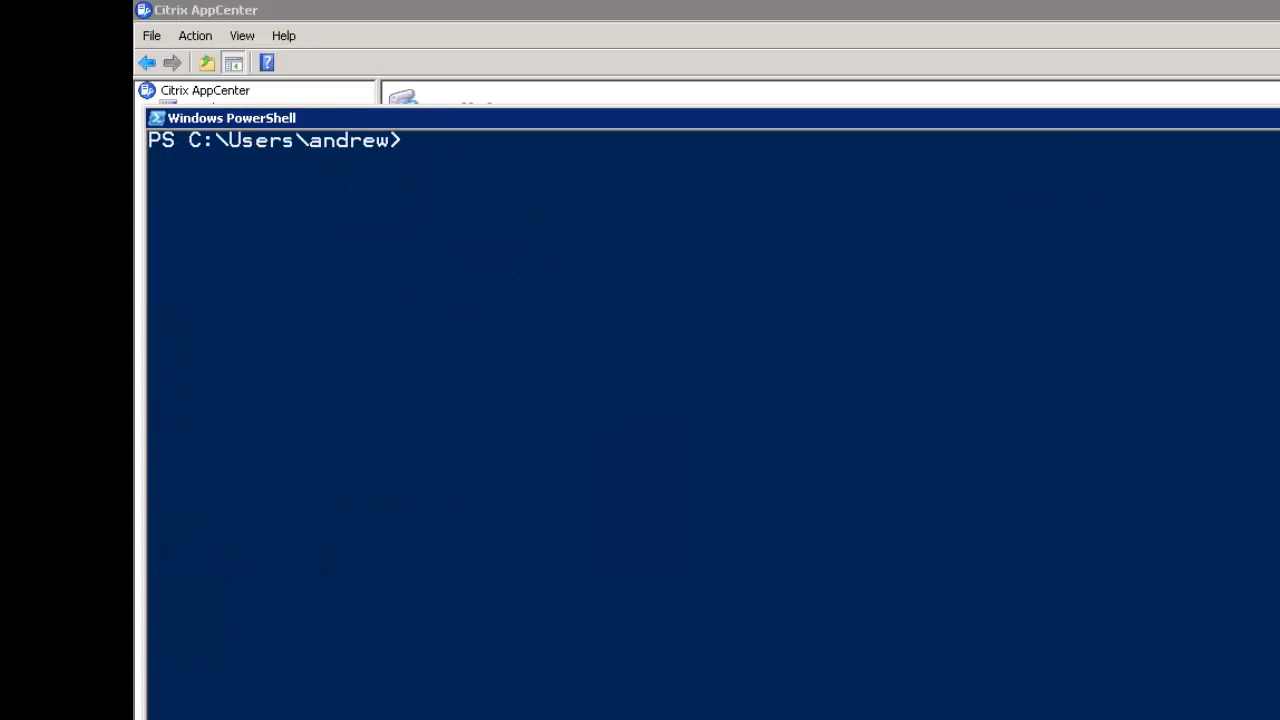 Citrix AppCenter
File Action View Help
Citrix AppCenter
Windows PowerShell
PS C:\Users\andrew>